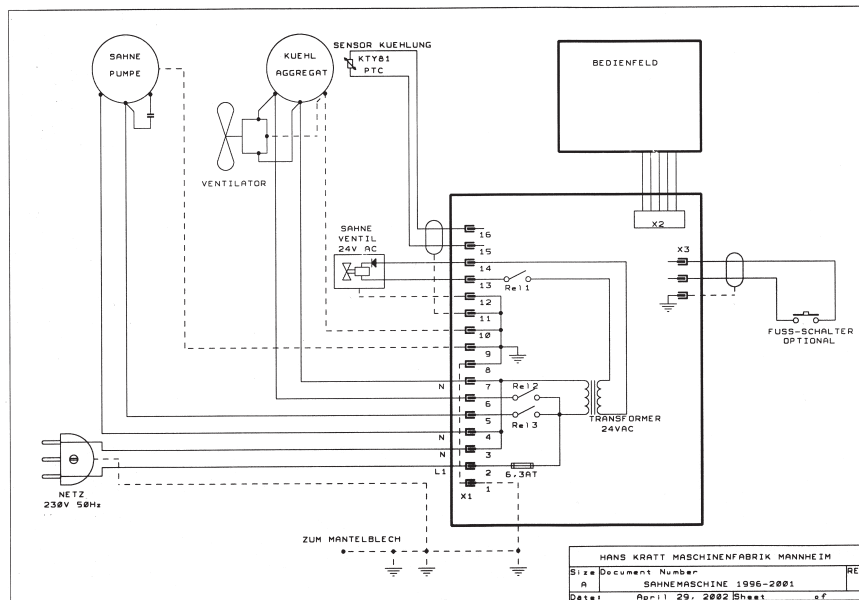 SAHNE
PUMPE
KUEHL
AGGREGAT
SENSOR KUEHLUNG
KTY81
PTC
BEDIENFELD
VENTILATOR
SAHNE
VENTIL
24V AC
X2
X3
16
15
14
13
Rel1
12
11
10
9
8
N
7
Rel2
6
5
Rel3
N
4
N
3
L1
2
6,3AT
X1
1
TRANSFORMER
24VAC
FUSS-SCHALTER
OPTIONAL
NETZ
230V 50Hz
ZUM MANTELBLECH
HANS KRATT MASCHINENFABRIK MANNHEIM
Size Document Number RE
A SAHNEMASCHINE 1996-2001
Date: April 29, 2002 Sheet of